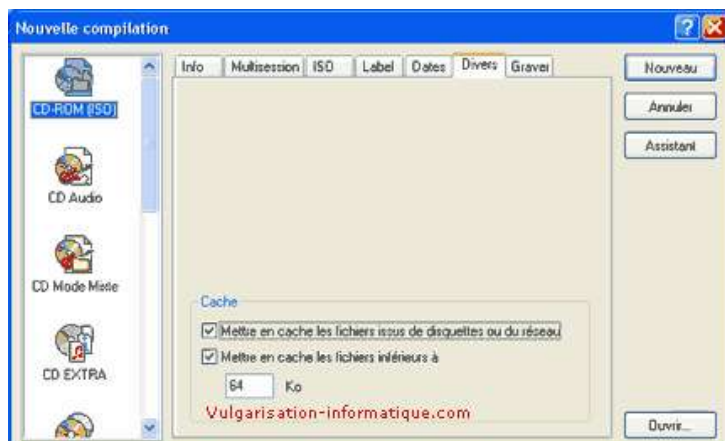 Nouvelle compilation
CD-ROM (ISO)
CD Audio
CD Mode Mixte
CD EXTRA
Info Multisession ISO Label Dates Divers Graver
Cache
Mettre en cache les fichiers issus de disquettes ou du réseau
Mettre en cache les fichiers inférieurs à
64 Ko
Vulgarisation-informatique.com
Nouveau
Annuler
Assistant
Ouvrir...